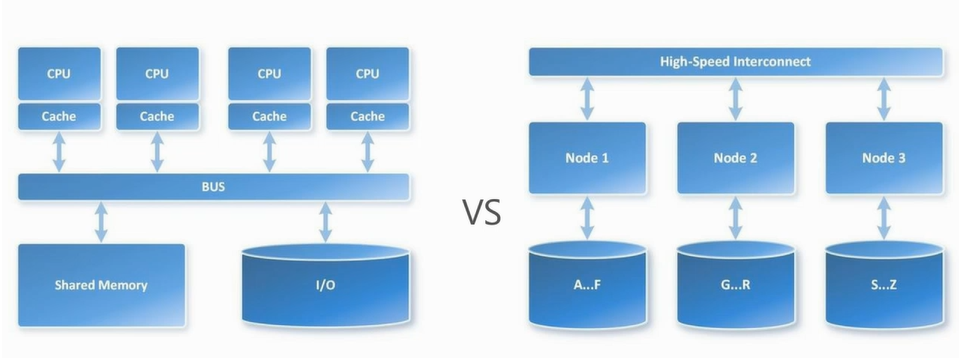 CPU CPU CPU CPU
Cache Cache Cache Cache
BUS
Shared Memory I/O
VS
High-Speed Interconnect
Node 1 Node 2 Node 3
A...F G...R S...Z